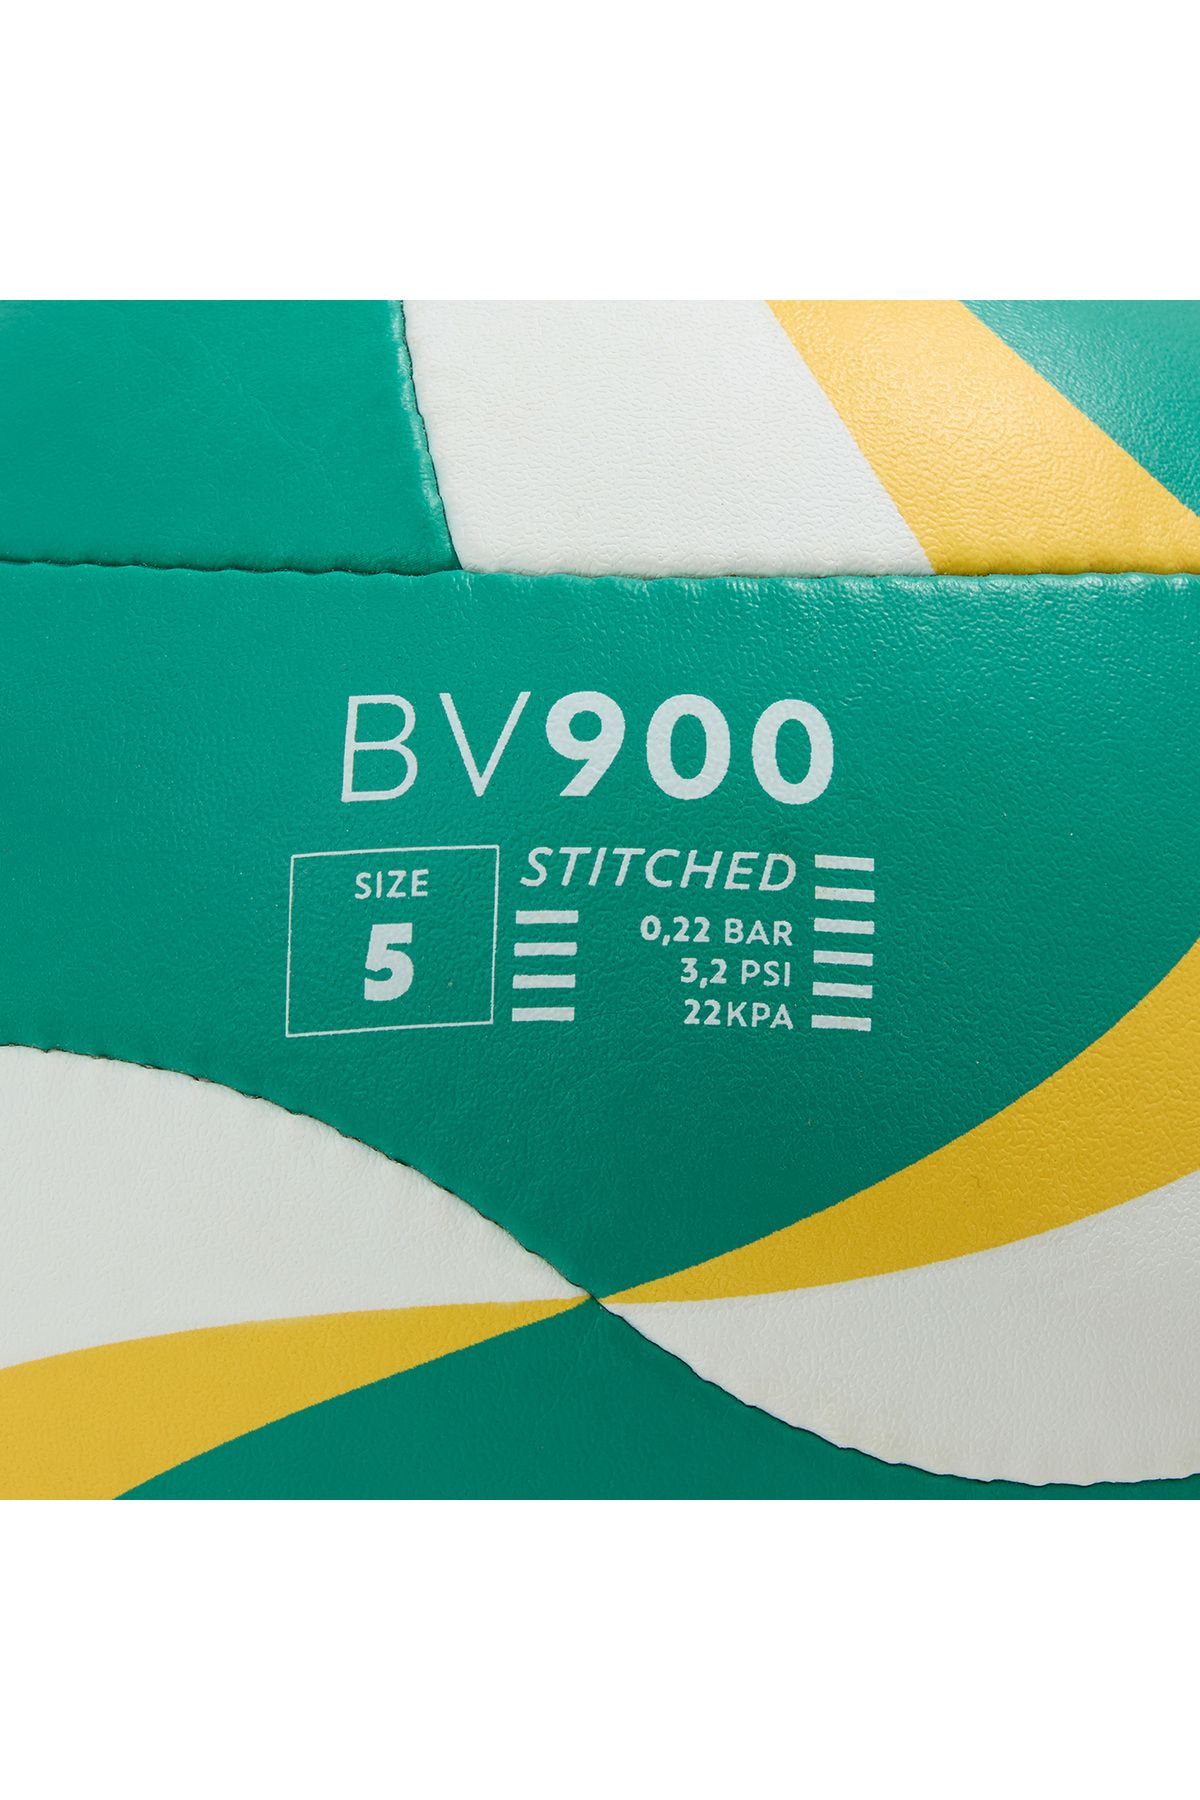 BV900
SIZE
5
STITCHED
0,22 BAR
3,2 PSI
22KPA